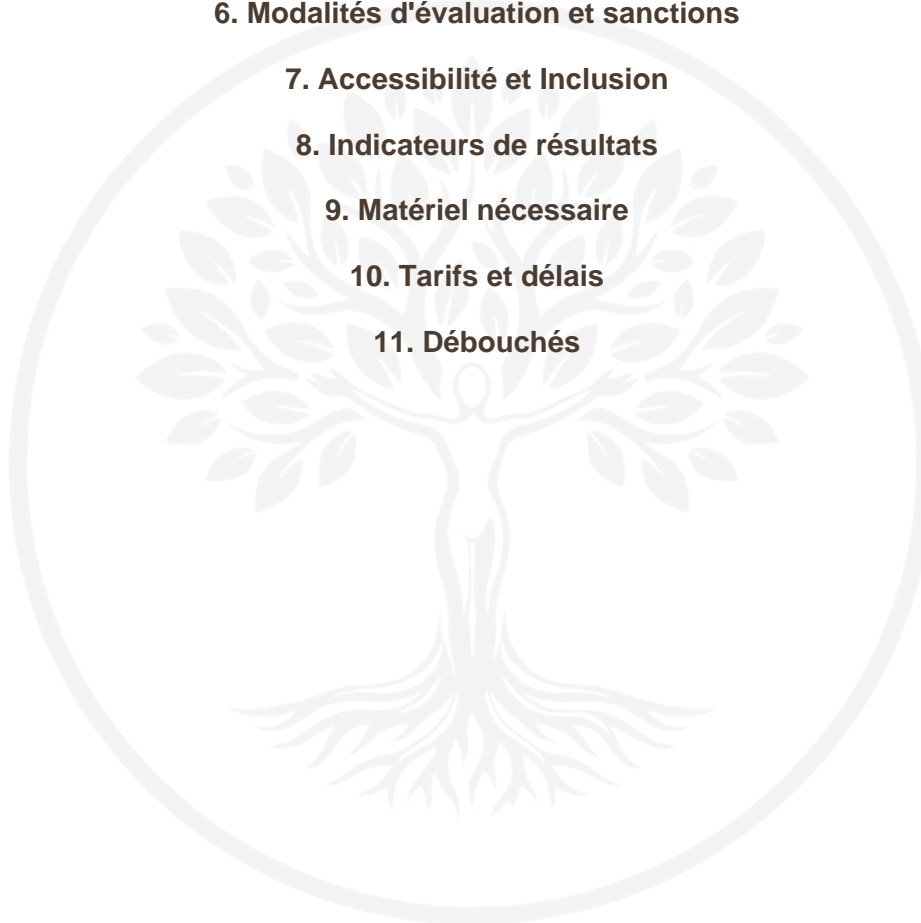 6. Modalités d'évaluation et sanctions
7. Accessibilité et Inclusion
8. Indicateurs de résultats
9. Matériel nécessaire
10. Tarifs et délais
11. Débouchés